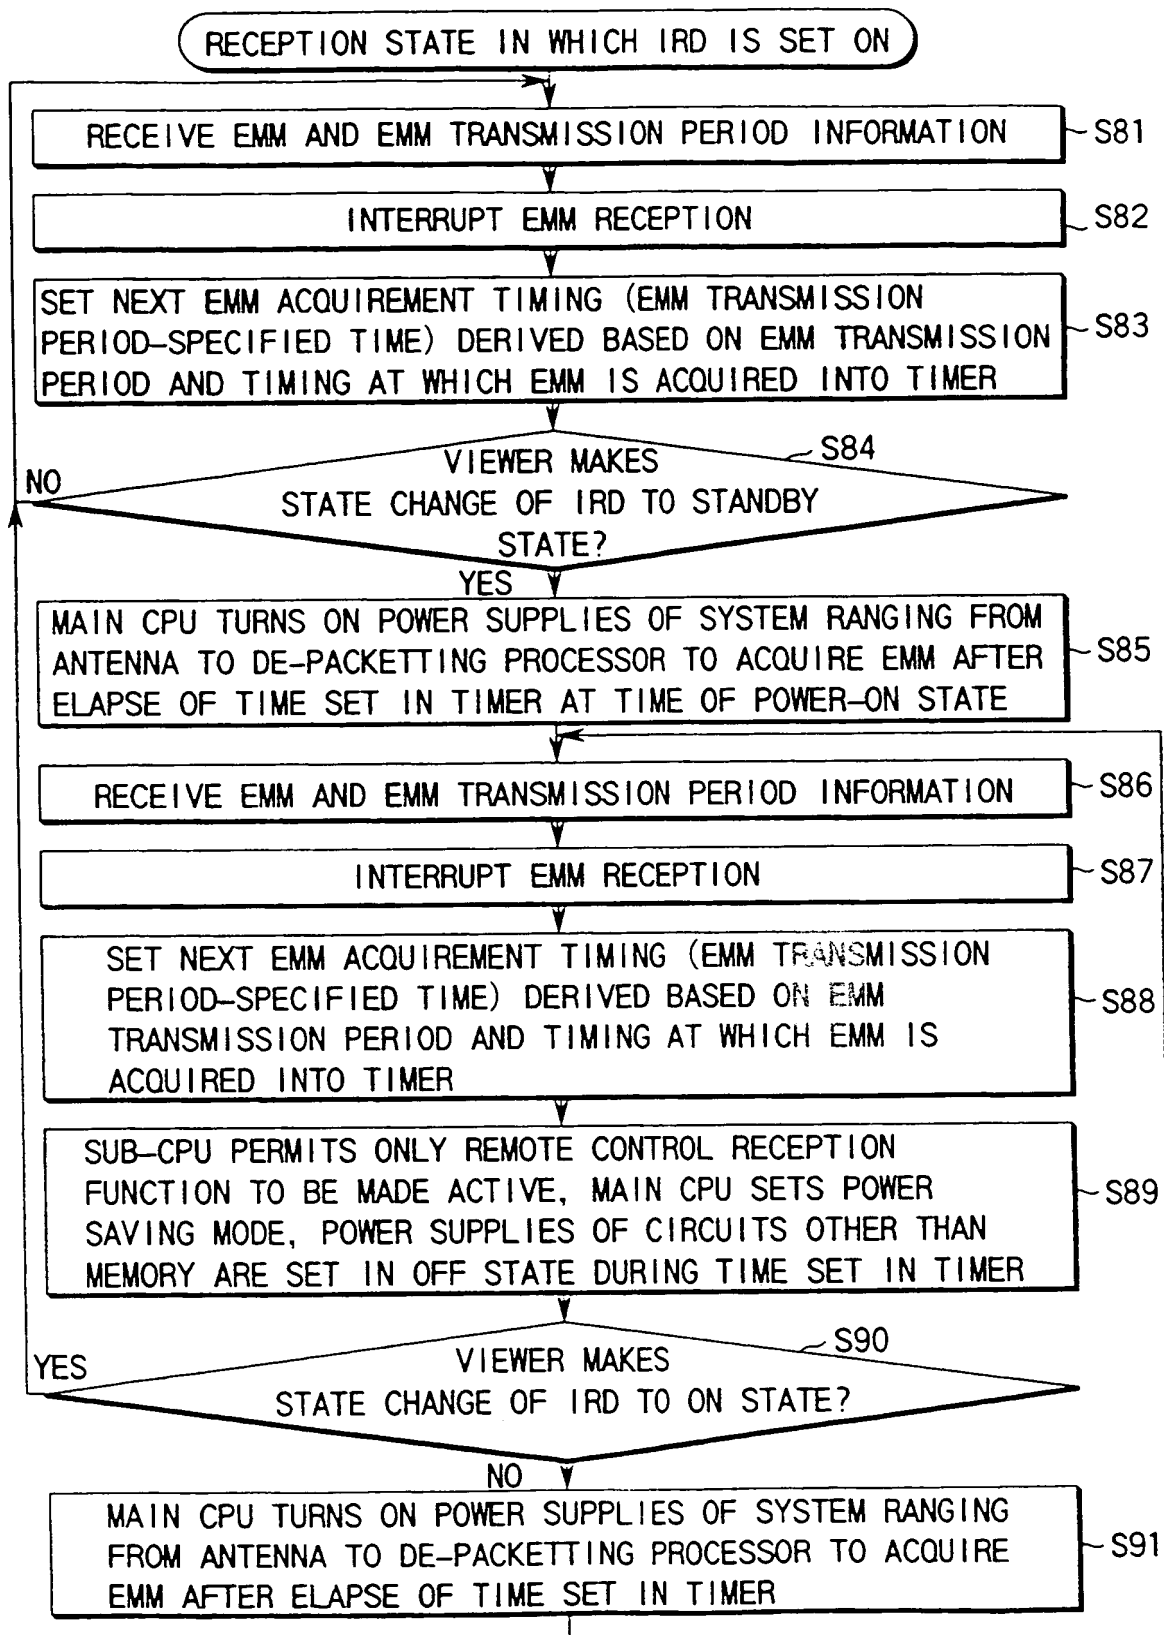 RECEPTION STATE IN WHICH IRD IS SET ON
RECEIVE EMM AND EMM TRANSMISSION PERIOD INFORMATION
S81
INTERRUPT EMM RECEPTION
S82
SET NEXT EMM ACQUIREMENT TIMING (EMM TRANSMISSION
PERIOD-SPECIFIED TIME) DERIVED BASED ON EMM TRANSMISSION
PERIOD AND TIMING AT WHICH EMM IS ACQUIRED INTO TIMER
S83
S84
VIEWER MAKES
STATE CHANGE OF IRD TO STANDBY
STATE?
NO
YES
MAIN CPU TURNS ON POWER SUPPLIES OF SYSTEM RANGING FROM
ANTENNA TO DE-PACKETTING PROCESSOR TO ACQUIRE EMM AFTER
ELAPSE OF TIME SET IN TIMER AT TIME OF POWER-ON STATE
S85
RECEIVE EMM AND EMM TRANSMISSION PERIOD INFORMATION
S86
INTERRUPT EMM RECEPTION
S87
SET NEXT EMM ACQUIREMENT TIMING (EMM TRANSMISSION
PERIOD-SPECIFIED TIME) DERIVED BASED ON EMM
TRANSMISSION PERIOD AND TIMING AT WHICH EMM IS
ACQUIRED INTO TIMER
S88
SUB-CPU PERMITS ONLY REMOTE CONTROL RECEPTION
FUNCTION TO BE MADE ACTIVE, MAIN CPU SETS POWER
SAVING MODE, POWER SUPPLIES OF CIRCUITS OTHER THAN
MEMORY ARE SET IN OFF STATE DURING TIME SET IN TIMER
S89
S90
YES
VIEWER MAKES
STATE CHANGE OF IRD TO ON STATE?
NO
MAIN CPU TURNS ON POWER SUPPLIES OF SYSTEM RANGING
FROM ANTENNA TO DE-PACKETTING PROCESSOR TO ACQUIRE
EMM AFTER ELAPSE OF TIME SET IN TIMER
S91